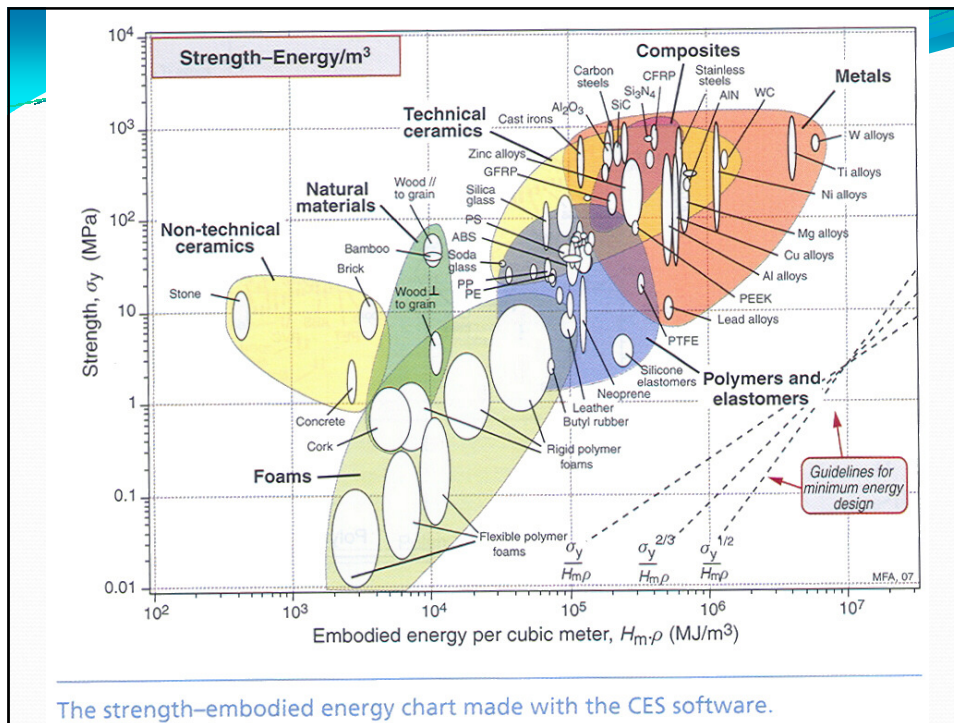 Strength–Energy/m³
10⁴
10³
10²
10
1
0.1
0.01
Strength, σy (MPa)
10²
10³
10⁴
10⁵
10⁶
10⁷
Embodied energy per cubic meter, Hm.ρ (MJ/m³)
Composites
Metals
Technical
ceramics
Natural
materials
Non-technical
ceramics
Foams
Polymers and
elastomers
Carbon
steels
CFRP
Stainless
steels
Si₃N₄
AlN
WC
SiC
Al₂O₃
Cast irons
Zinc alloys
GFRP
Silica
glass
PS
ABS
Soda
glass
PP
PE
Wood //
to grain
Bamboo
Brick
Stone
Wood ⊥
to grain
Concrete
Cork
W alloys
Ti alloys
Ni alloys
Mg alloys
Cu alloys
Al alloys
PEEK
Lead alloys
PTFE
Silicone
elastomers
Neoprene
Leather
Butyl rubber
Rigid polymer
foams
Flexible polymer
foams
Guidelines for
minimum energy
design
σy
Hm.ρ
σy^2/3
Hm.ρ
σy^1/2
Hm.ρ
MFA, 07
The strength–embodied energy chart made with the CES software.